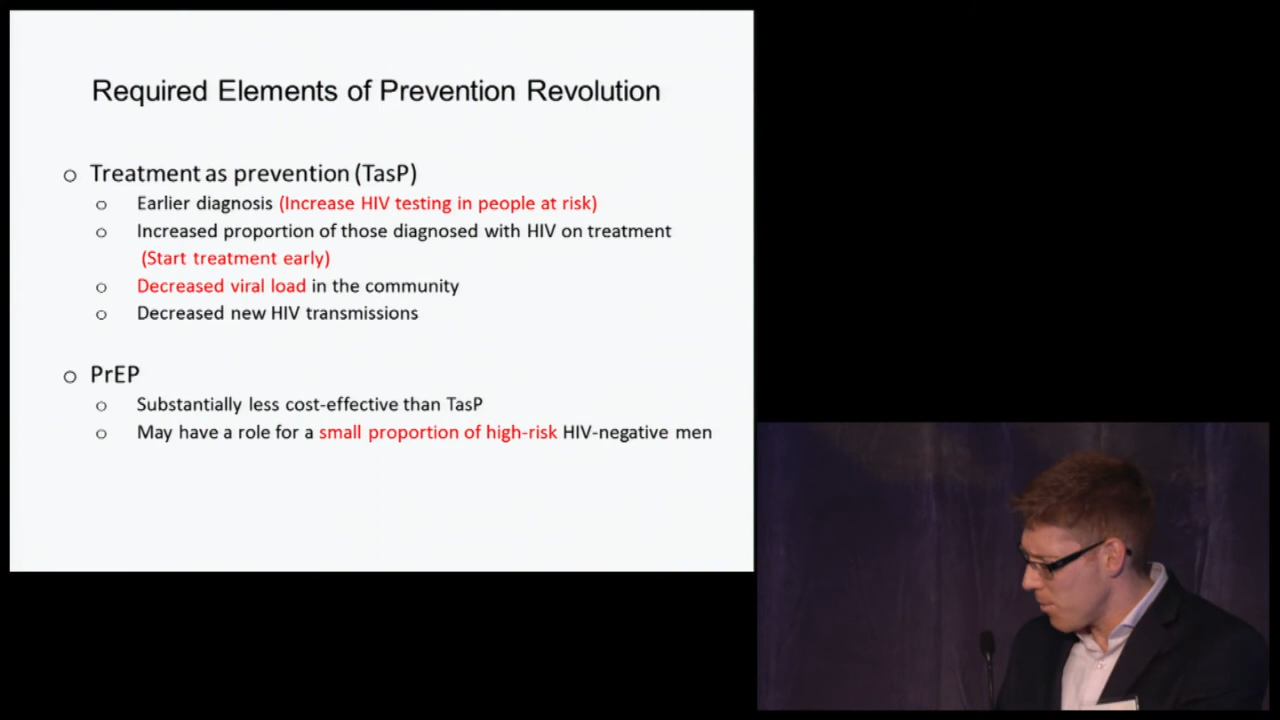 Required Elements of Prevention Revolution
o Treatment as prevention (TasP)
o Earlier diagnosis (Increase HIV testing in people at risk)
o Increased proportion of those diagnosed with HIV on treatment
(Start treatment early)
o Decreased viral load in the community
o Decreased new HIV transmissions
o PrEP
o Substantially less cost-effective than TasP
o May have a role for a small proportion of high-risk HIV-negative men